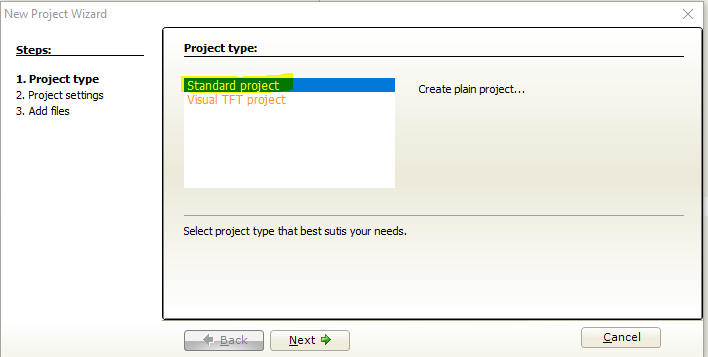 New Project Wizard
Steps:
1. Project type
2. Project settings
3. Add files
Project type:
Standard project
Visual TFT project
Create plain project...
Select project type that best sutis your needs.
Back
Next
Cancel